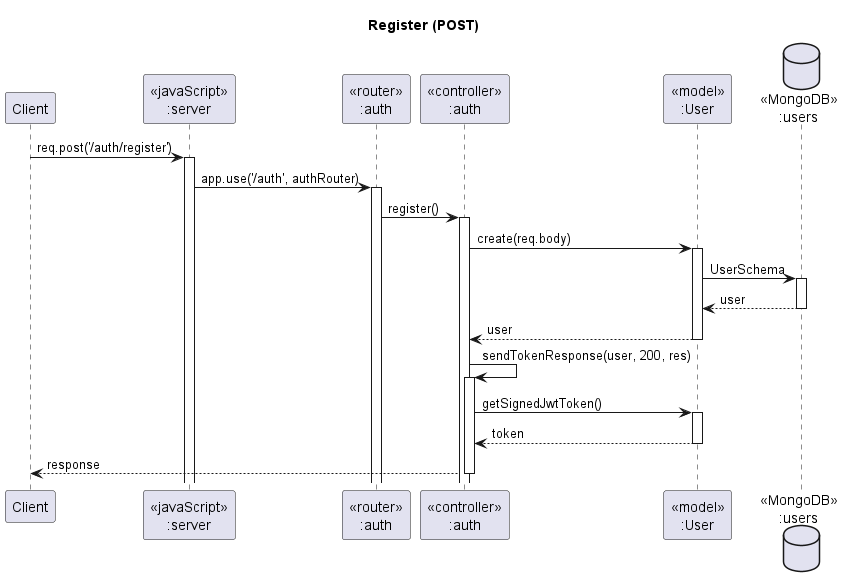 Register (POST)
Client
«javaScript»
:server
«router»
:auth
«controller»
:auth
«model»
:User
«MongoDB»
:users
req.post('/auth/register')
app.use('/auth', authRouter)
register()
create(req.body)
UserSchema
user
user
sendTokenResponse(user, 200, res)
getSignedJwtToken()
token
response
Client
«javaScript»
:server
«router»
:auth
«controller»
:auth
«model»
:User
«MongoDB»
:users